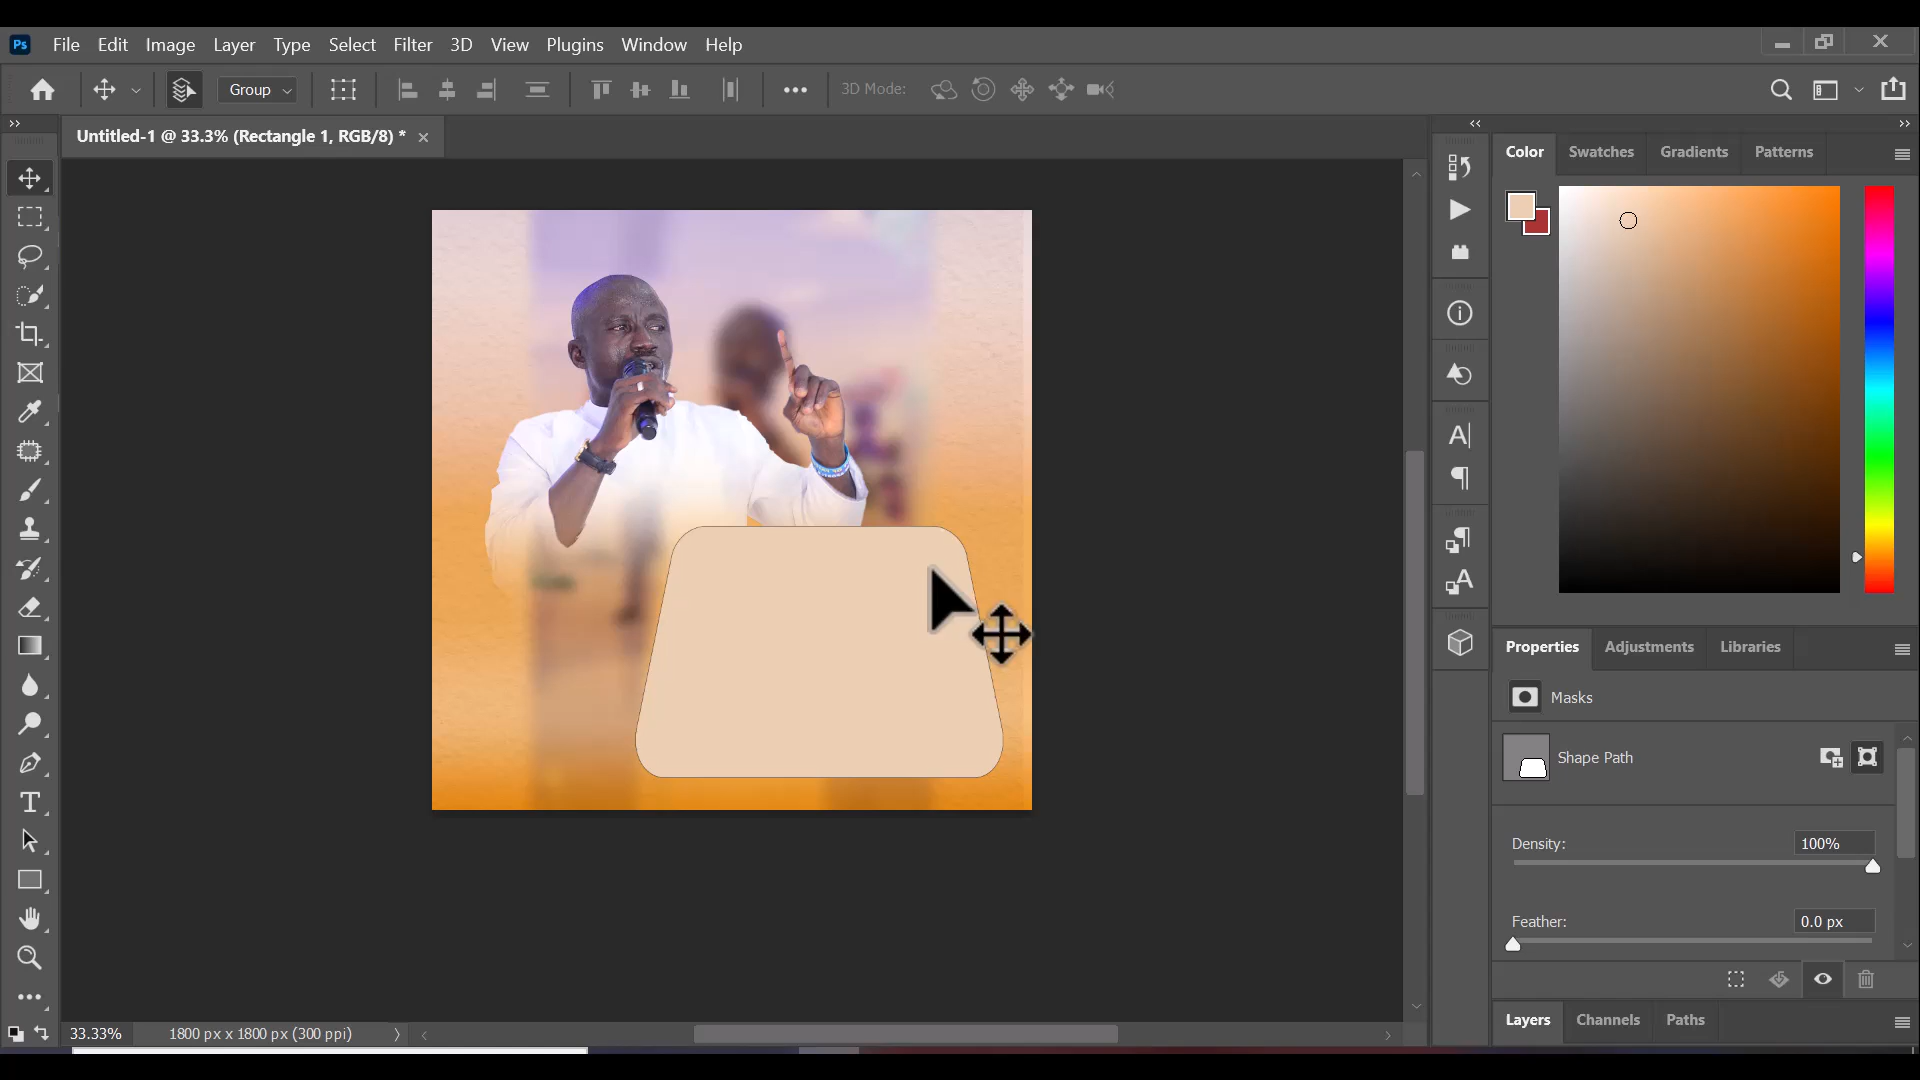 Ps File Edit Image Layer Type Select Filter 3D View Plugins Window Help
Group 3D Mode:
Untitled-1 @ 33.3% (Rectangle 1, RGB/8) *
Color Swatches Gradients Patterns
Properties Adjustments Libraries
Masks
Shape Path
Density: 100%
Feather: 0.0 px
Layers Channels Paths
33.33% 1800 px x 1800 px (300 ppi)